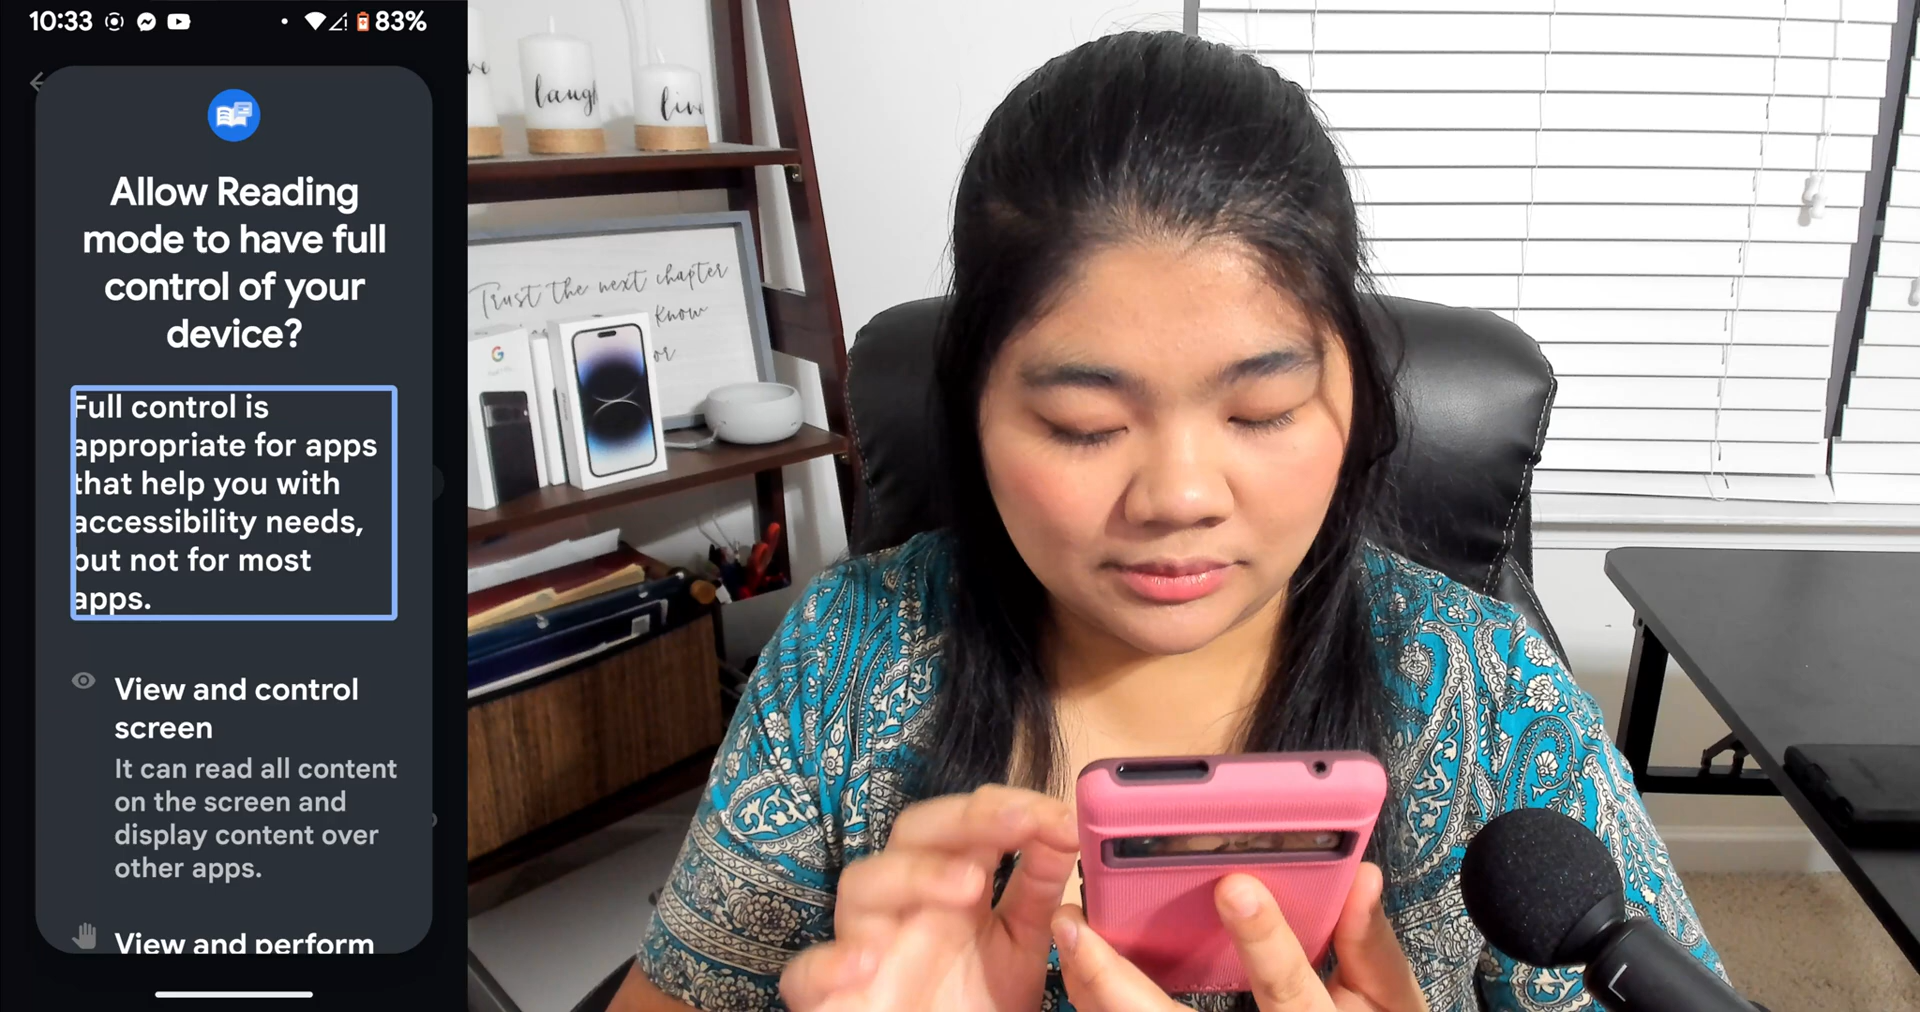 10:33
83%
Allow Reading
mode to have full
control of your
device?
Full control is
appropriate for apps
that help you with
accessibility needs,
but not for most
apps.
View and control
screen
It can read all content
on the screen and
display content over
other apps.
View and perform
laugh
live
Trust the next chapter
know
or
G